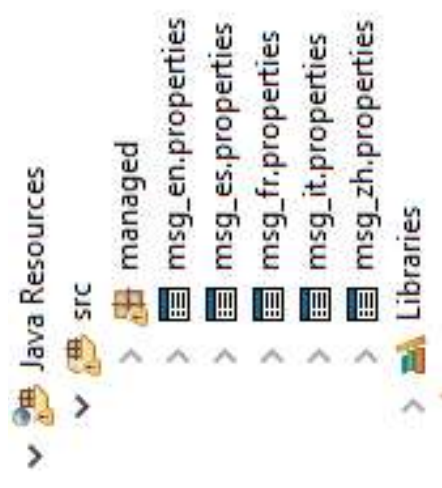 Java Resources
src
managed
msg_en.properties
msg_es.properties
msg_fr.properties
msg_it.properties
msg_zh.properties
Libraries